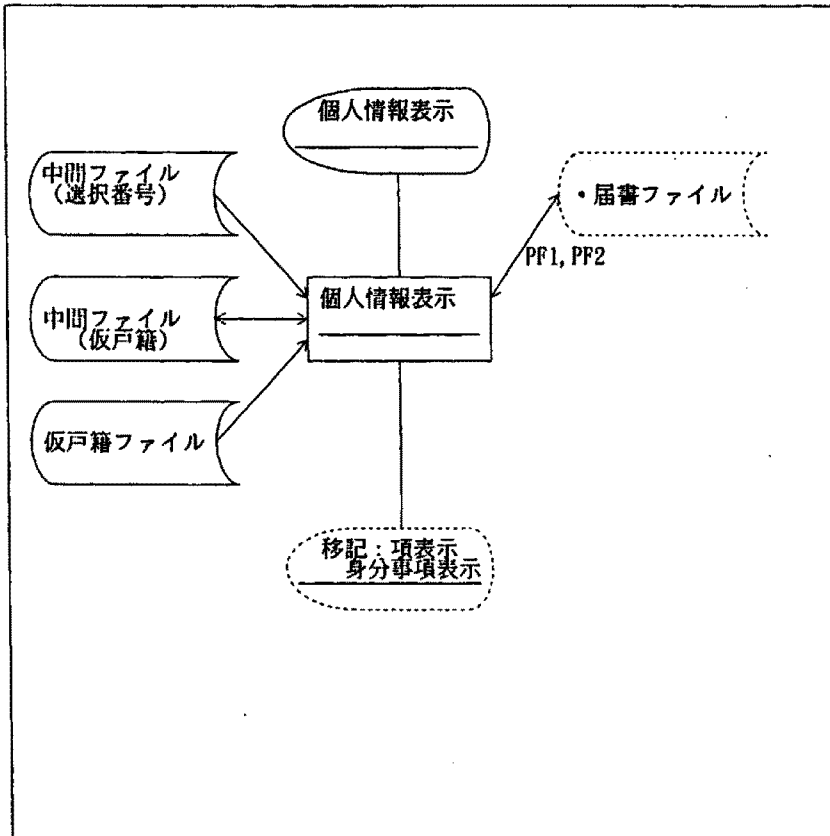 個人情報表示
中間ファイル
(選択番号)
・届書ファイル
PF1, PF2
中間ファイル
(仮戸籍)
個人情報表示
仮戸籍ファイル
移記:項表示
身分事項表示